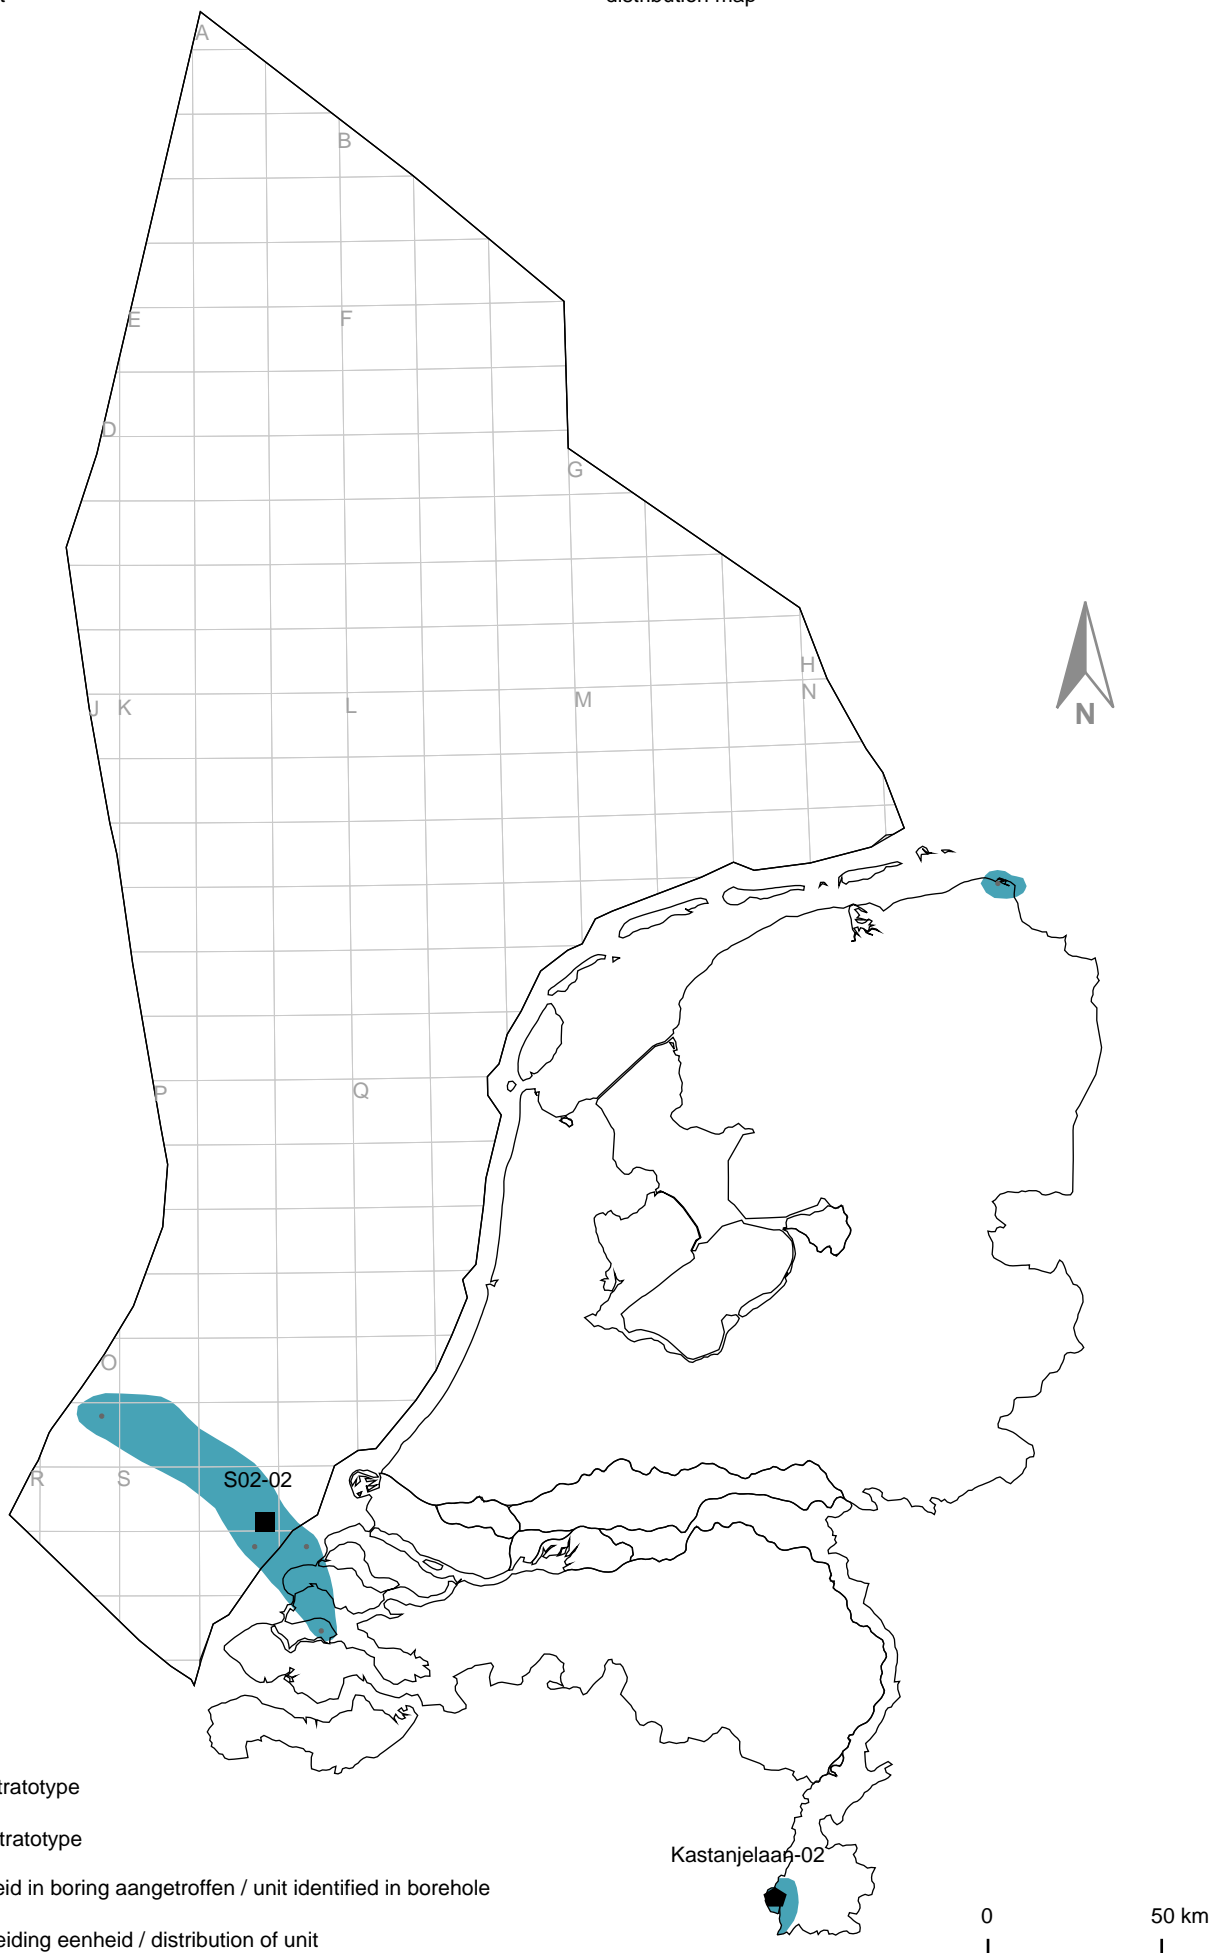 distribution map
A
B
E
F
D
G
H
N
J K
L
M
N
P
Q
O
R
S
S02-02
tratotype
tratotype
Kastanjelaan-02
eid in boring aangetroffen / unit identified in borehole
0
50 km
eiding eenheid / distribution of unit